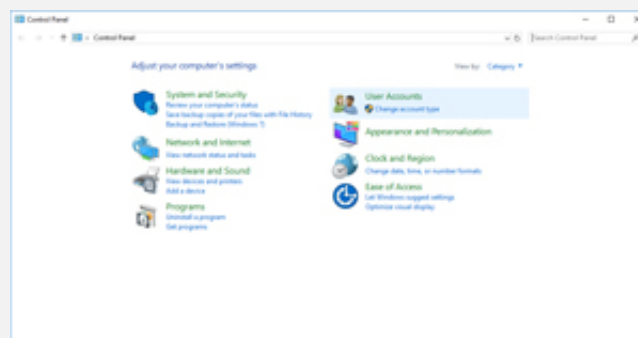 Control Panel
Control Panel
Search Control Panel
Adjust your computer's settings
View by: Category
System and Security
Review your computer's status
Save backup copies of your files with File History
Backup and Restore (Windows 7)
Network and Internet
View network status and tasks
Hardware and Sound
View devices and printers
Add a device
Programs
Uninstall a program
Get programs
User Accounts
Change account type
Appearance and Personalization
Clock and Region
Change date, time, or number formats
Ease of Access
Let Windows suggest settings
Optimize visual display